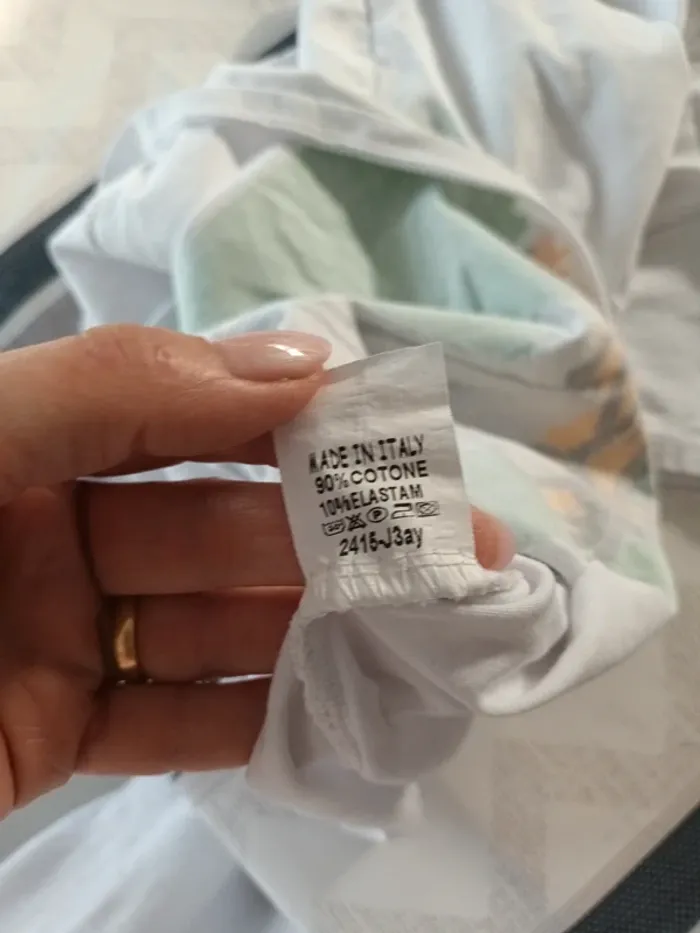 MADE IN ITALY
90% COTONE
10% ELASTAM
2415-J3ay